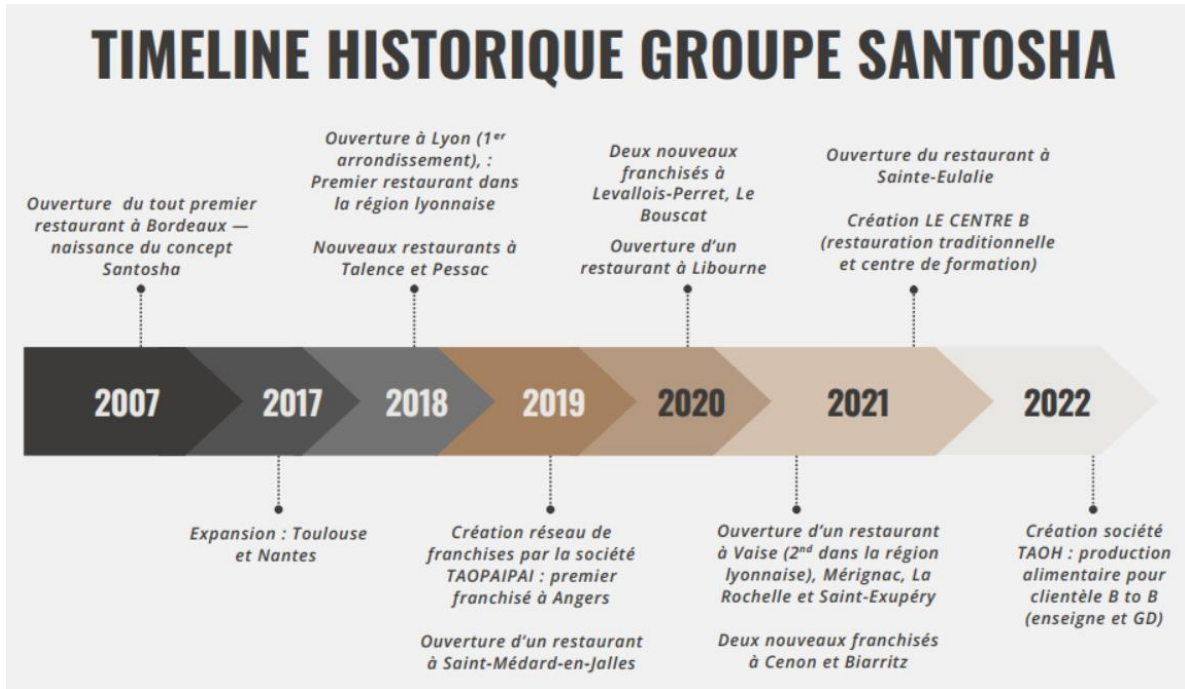 TIMELINE HISTORIQUE GROUPE SANTOSHA
Ouverture du tout premier
restaurant à Bordeaux —
naissance du concept
Santosha
Ouverture à Lyon (1er
arrondissement), :
Premier restaurant dans
la région lyonnaise
Nouveaux restaurants à
Talence et Pessac
Deux nouveaux
franchisés à
Levallois-Perret, Le
Bouscat
Ouverture d'un
restaurant à Libourne
Ouverture du restaurant à
Sainte-Eulalie
Création LE CENTRE B
(restauration traditionnelle
et centre de formation)
2007
2017
2018
2019
2020
2021
2022
Expansion : Toulouse
et Nantes
Création réseau de
franchises par la société
TAOPAIPAI : premier
franchisé à Angers
Ouverture d'un restaurant
à Saint-Médard-en-Jalles
Ouverture d'un restaurant
à Vaise (2nd dans la région
lyonnaise), Mérignac, La
Rochelle et Saint-Exupéry
Deux nouveaux franchisés
à Cenon et Biarritz
Création société
TAOH : production
alimentaire pour
clientèle B to B
(enseigne et GD)